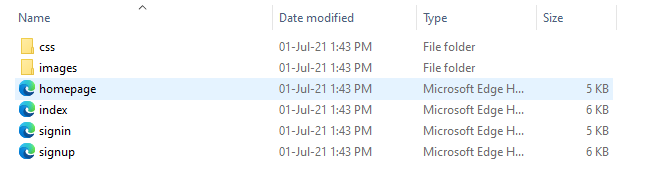 Name Date modified Type Size
css 01-Jul-21 1:43 PM File folder
images 01-Jul-21 1:43 PM File folder
homepage 01-Jul-21 1:43 PM Microsoft Edge H... 5 KB
index 01-Jul-21 1:43 PM Microsoft Edge H... 6 KB
signin 01-Jul-21 1:43 PM Microsoft Edge H... 5 KB
signup 01-Jul-21 1:43 PM Microsoft Edge H... 6 KB